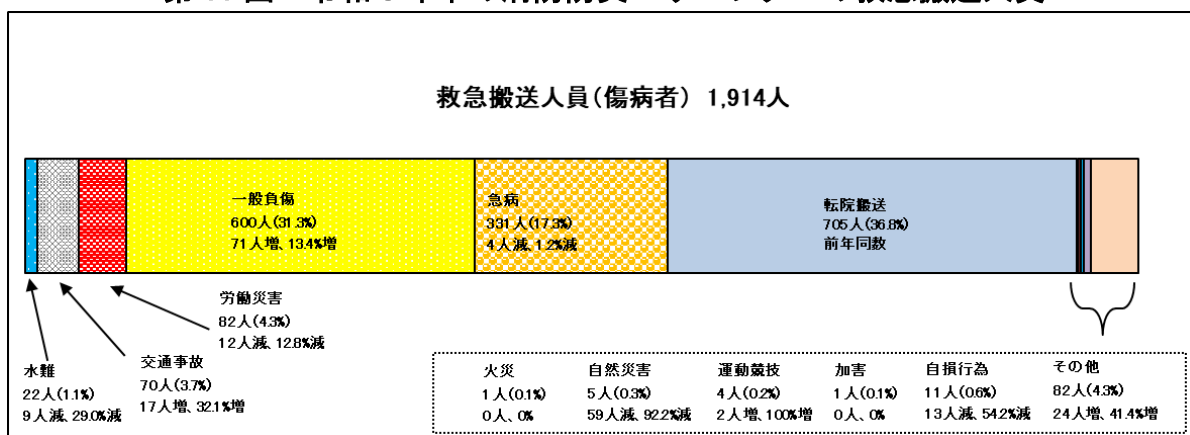 救急搬送人員(傷病者) 1,914人
一般負傷
600人(31.3%)
71人増、13.4%増
急病
331人(17.3%)
4人減、1.2%減
転院搬送
705人(36.8%)
前年同数
労働災害
82人(4.3%)
12人減、12.8%減
交通事故
70人(3.7%)
17人増、32.1%増
水難
22人(1.1%)
9人減、29.0%減
火災
1人(0.1%)
0人、0%
自然災害
5人(0.3%)
59人減、92.2%減
運動競技
4人(0.2%)
2人増、100%増
加害
1人(0.1%)
0人、0%
自損行為
11人(0.6%)
13人減、54.2%減
その他
82人(4.3%)
24人増、41.4%増